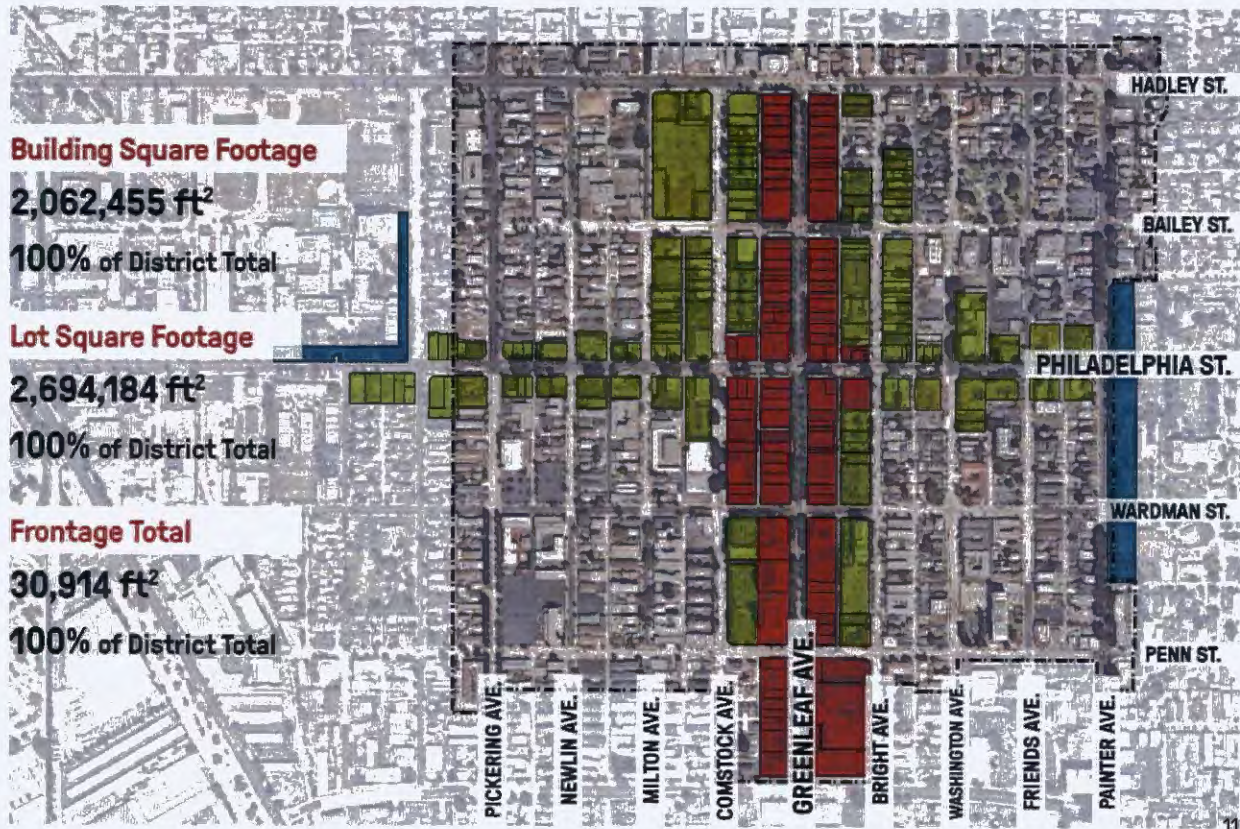 Building Square Footage
2,062,455 ft²
100% of District Total
Lot Square Footage
2,694,184 ft²
100% of District Total
Frontage Total
30,914 ft²
100% of District Total
HADLEY ST.
BAILEY ST.
PHILADELPHIA ST.
WARDMAN ST.
PENN ST.
PICKERING AVE.
NEWLIN AVE.
MILTON AVE.
COMSTOCK AVE.
GREENLEAF AVE.
BRIGHT AVE.
WASHINGTON AVE.
FRIENDS AVE.
PAINTER AVE.
11